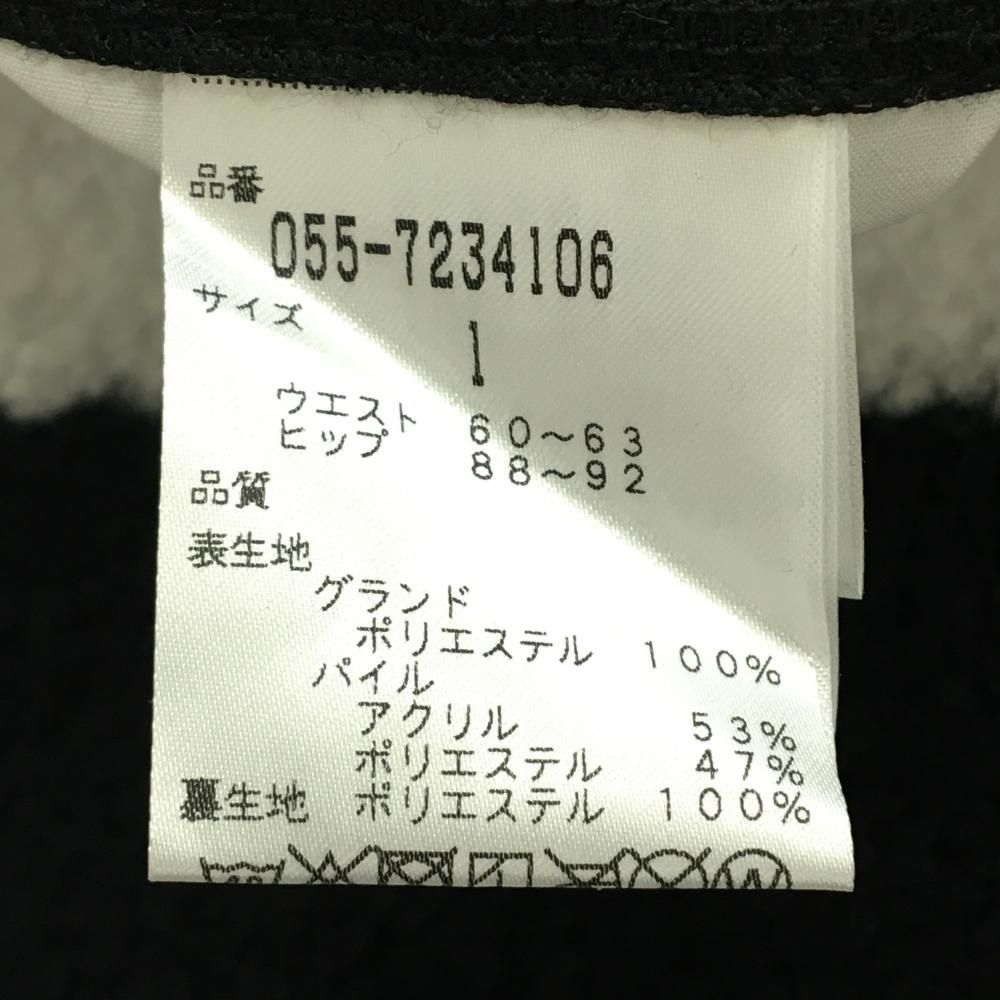 品番
055-7234106
サイズ
1
ウエスト 60～63
ヒップ 88～92
品質
表生地
グランド
ポリエステル 100%
パイル
アクリル 53%
ポリエステル 47%
裏生地 ポリエステル 100%